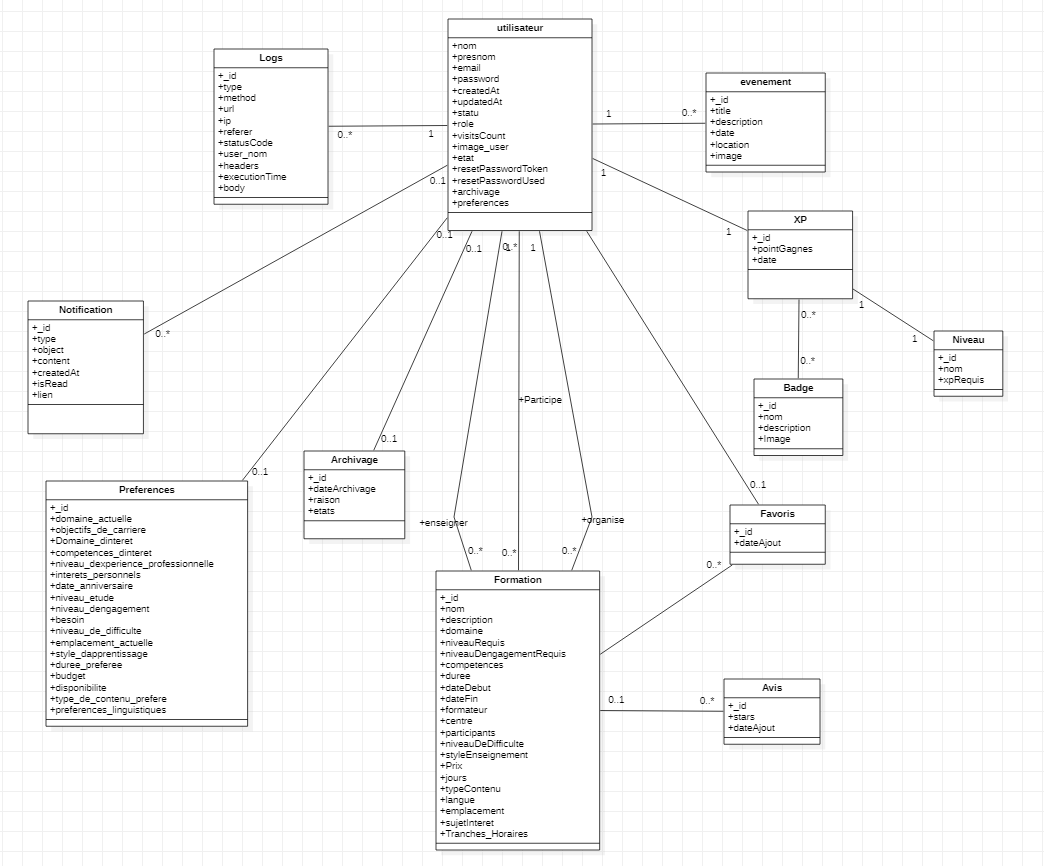 utilisateur
+nom
+presnom
+email
+password
+createdAt
+updatedAt
+statu
+role
+visitsCount
+image_user
+etat
+resetPasswordToken
+resetPasswordUsed
+archivage
+preferences
Logs
+_id
+type
+method
+url
+ip
+referer
+statusCode
+user_nom
+headers
+executionTime
+body
0..*
1
evenement
+_id
+title
+description
+date
+location
+image
1
0..*
XP
+_id
+pointGagnes
+date
1
1
Niveau
+_id
+nom
+xpRequis
1
1
Badge
+_id
+nom
+description
+Image
0..*
0..*
Notification
+_id
+type
+object
+content
+createdAt
+isRead
+lien
0..1
0..*
Preferences
+_id
+domaine_actuelle
+objectifs_de_carriere
+Domaine_dinteret
+competences_dinteret
+niveau_dexperience_professionnelle
+interets_personnels
+date_anniversaire
+niveau_etude
+niveau_dengagement
+besoin
+niveau_de_difficulte
+emplacement_actuelle
+style_dapprentissage
+duree_preferee
+budget
+disponibilite
+type_de_contenu_prefere
+preferences_linguistiques
0..1
0..1
Archivage
+_id
+dateArchivage
+raison
+etats
0..1
0..1
0..*
1
1
+Participe
+enseigner
+organise
0..*
0..*
0..*
Formation
+_id
+nom
+description
+domaine
+niveauRequis
+niveauDengagementRequis
+competences
+duree
+dateDebut
+dateFin
+formateur
+centre
+participants
+niveauDeDifficulte
+styleEnseignement
+Prix
+jours
+typeContenu
+langue
+emplacement
+sujetInteret
+Tranches_Horaires
Favoris
+_id
+dateAjout
0..1
0..*
Avis
+_id
+stars
+dateAjout
0..1
0..*